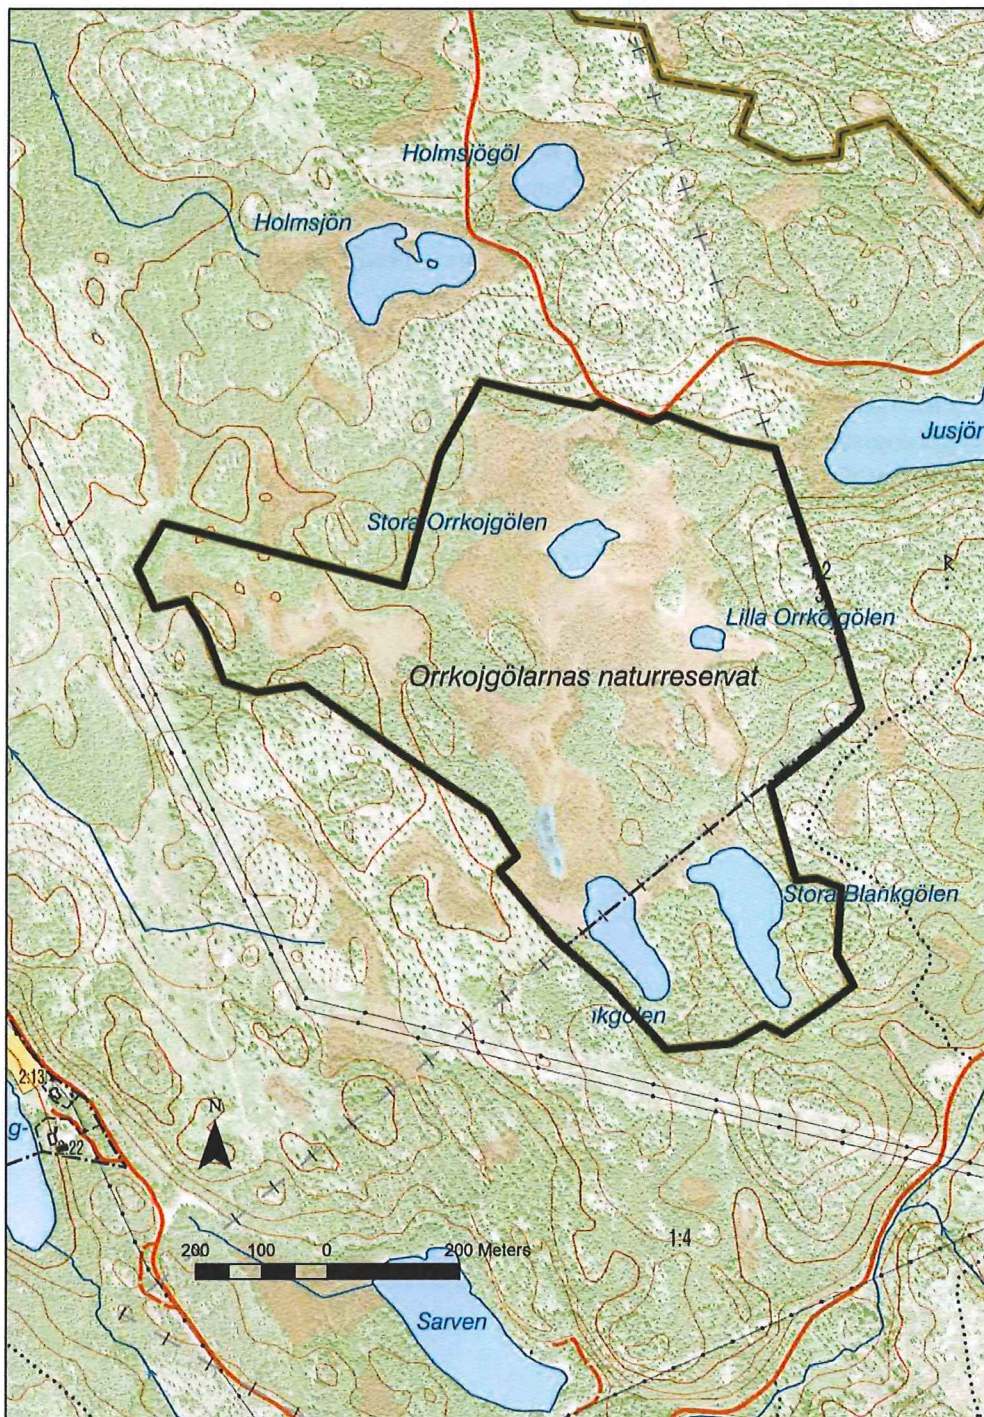 Holmsjögöl
Holmsjön
Jusjön
Stora Orrkojgölen
Lilla Orrkojgölen
Orrkojgölarnas naturreservat
Stora Blankgölen
ikgölen
2:13
g-
2:22
N
1:4
200 100 0 200 Meters
Sarven